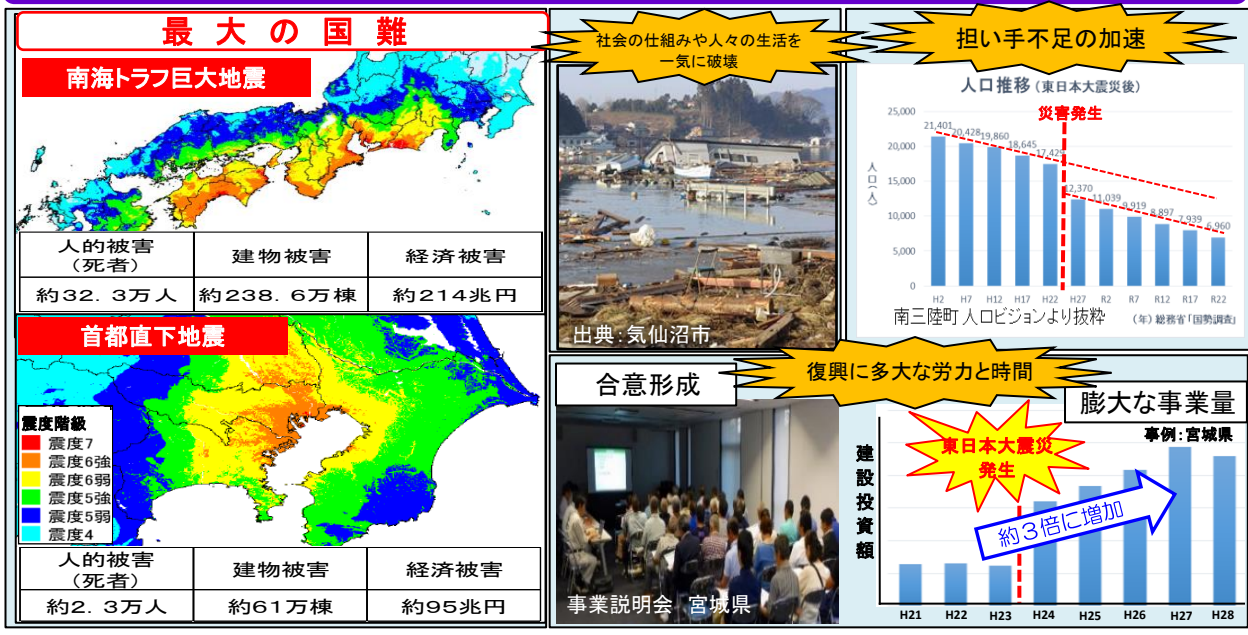 最大の国難
南海トラフ巨大地震
人的被害
(死者)
建物被害
経済被害
約32.3万人
約238.6万棟
約214兆円
首都直下地震
震度階級
震度7
震度6強
震度6弱
震度5強
震度5弱
震度4
人的被害
(死者)
建物被害
経済被害
約2.3万人
約61万棟
約95兆円
社会の仕組みや人々の生活を
一気に破壊
出典:気仙沼市
担い手不足の加速
人口推移(東日本大震災後)
災害発生
人口(人)
25,000
20,000
15,000
10,000
5,000
0
21,401
20,428
19,860
18,645
17,429
12,370
11,039
9,919
8,897
7,939
6,960
H2
H7
H12
H17
H22
H27
R2
R7
R12
R17
R22
南三陸町 人口ビジョンより抜粋
(年) 総務省「国勢調査」
復興に多大な労力と時間
合意形成
事業説明会 宮城県
膨大な事業量
事例:宮城県
東日本大震災
発生
建設投資額
約3倍に増加
H21
H22
H23
H24
H25
H26
H27
H28